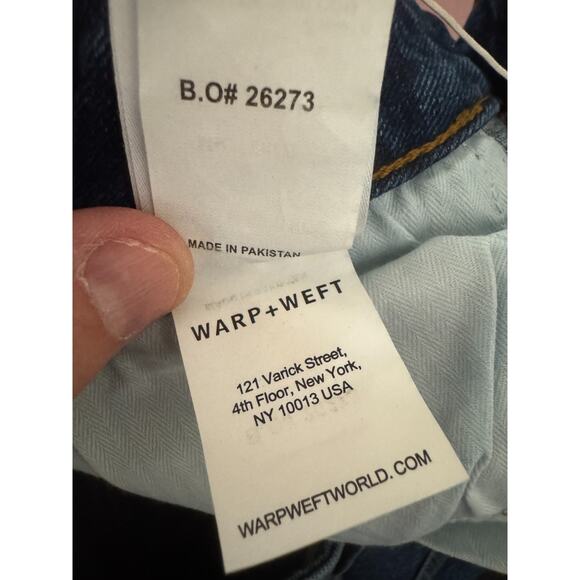 B.O# 26273
MADE IN PAKISTAN
WARP+WEFT
121 Varick Street,
4th Floor, New York,
NY 10013 USA
WARPWEFTWORLD.COM